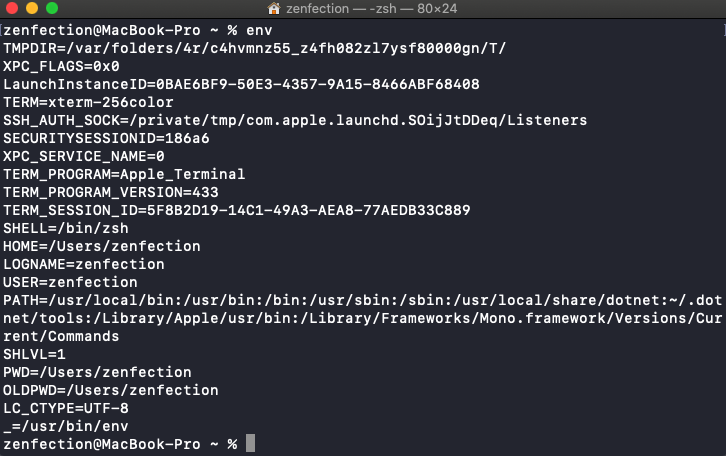 zenfection — -zsh — 80×24
zenfection@MacBook-Pro ~ % env
TMPDIR=/var/folders/4r/c4hvmnz55_z4fh082zl7ysf80000gn/T/
XPC_FLAGS=0x0
LaunchInstanceID=0BAE6BF9-50E3-4357-9A15-8466ABF68408
TERM=xterm-256color
SSH_AUTH_SOCK=/private/tmp/com.apple.launchd.SOijJtDDeq/Listeners
SECURITYSESSIONID=186a6
XPC_SERVICE_NAME=0
TERM_PROGRAM=Apple_Terminal
TERM_PROGRAM_VERSION=433
TERM_SESSION_ID=5F8B2D19-14C1-49A3-AEA8-77AEDB33C889
SHELL=/bin/zsh
HOME=/Users/zenfection
LOGNAME=zenfection
USER=zenfection
PATH=/usr/local/bin:/usr/bin:/bin:/usr/sbin:/sbin:/usr/local/share/dotnet:~/.dot
net/tools:/Library/Apple/usr/bin:/Library/Frameworks/Mono.framework/Versions/Cur
rent/Commands
SHLVL=1
PWD=/Users/zenfection
OLDPWD=/Users/zenfection
LC_CTYPE=UTF-8
_=/usr/bin/env
zenfection@MacBook-Pro ~ %